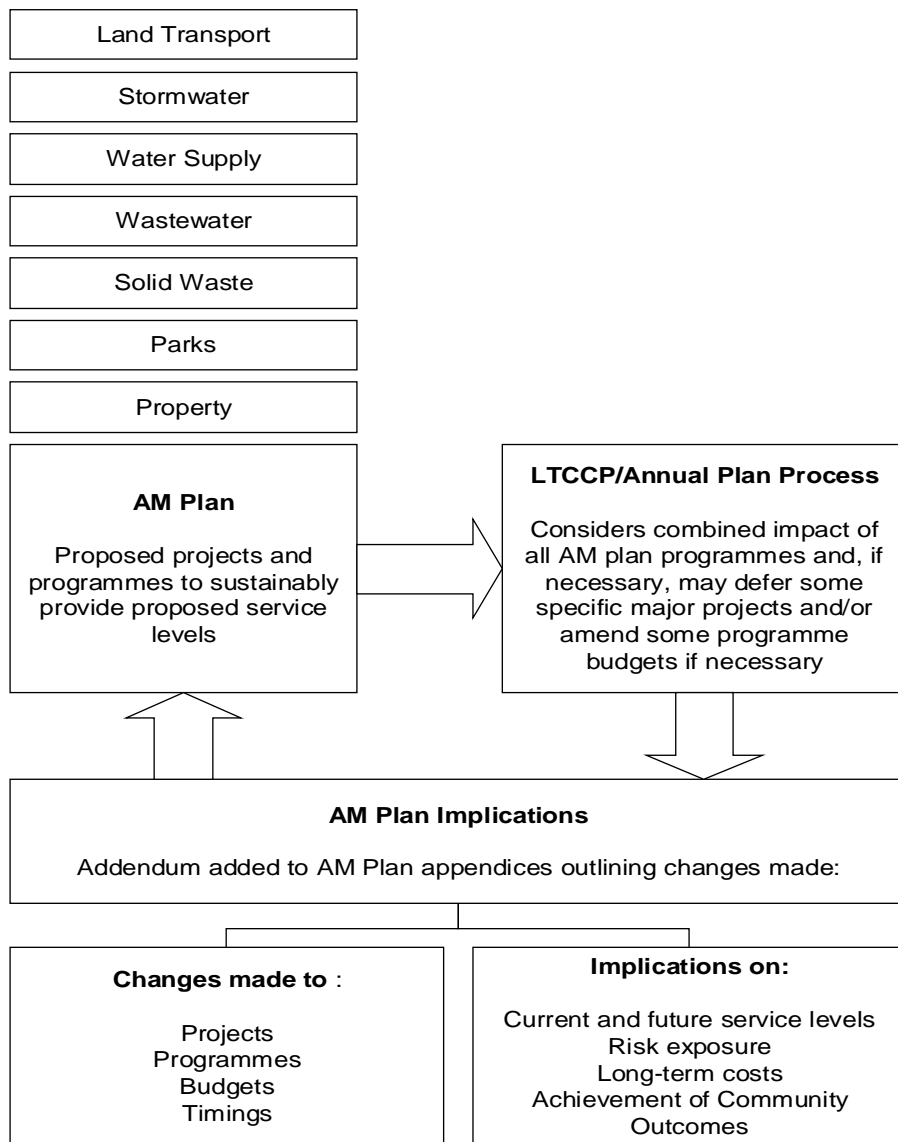 Land Transport
Stormwater
Water Supply
Wastewater
Solid Waste
Parks
Property
AM Plan
Proposed projects and
programmes to sustainably
provide proposed service
levels
LTCCP/Annual Plan Process
Considers combined impact of
all AM plan programmes and, if
necessary, may defer some
specific major projects and/or
amend some programme
budgets if necessary
AM Plan Implications
Addendum added to AM Plan appendices outlining changes made:
Changes made to :
Projects
Programmes
Budgets
Timings
Implications on:
Current and future service levels
Risk exposure
Long-term costs
Achievement of Community
Outcomes